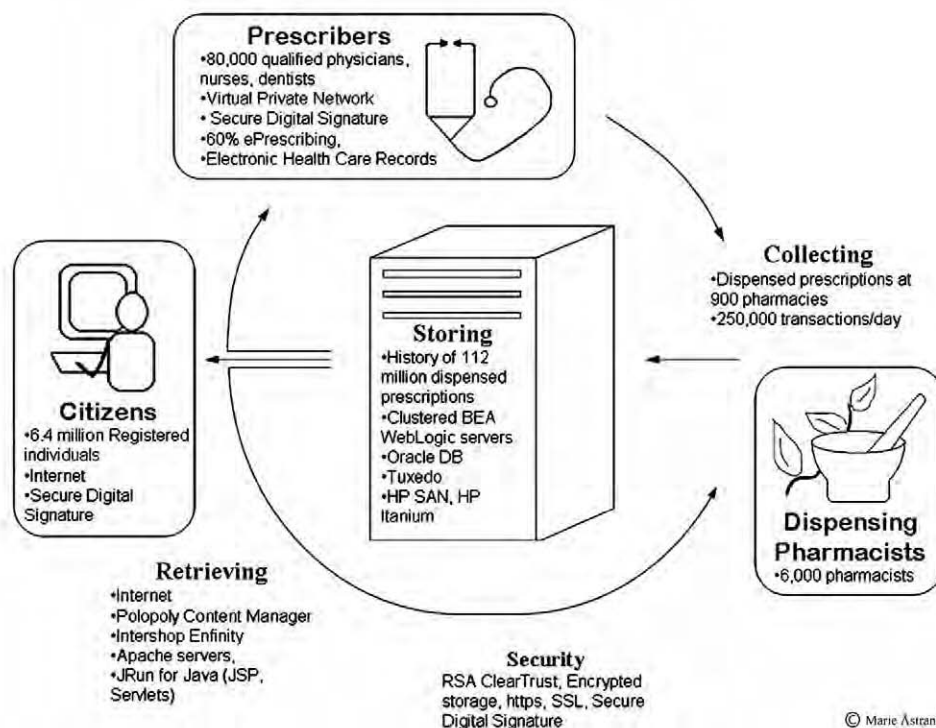 Prescribers
•80,000 qualified physicians,
nurses, dentists
•Virtual Private Network
• Secure Digital Signature
•60% ePrescribing,
•Electronic Health Care Records
Collecting
•Dispensed prescriptions at
900 pharmacies
•250,000 transactions/day
Storing
•History of 112
million dispensed
prescriptions
•Clustered BEA
WebLogic servers
•Oracle DB
•Tuxedo
•HP SAN, HP
Itanium
Citizens
•6.4 million Registered
individuals
•Internet
•Secure Digital
Signature
Dispensing
Pharmacists
•6,000 pharmacists
Retrieving
•Internet
•Polopoly Content Manager
•Intershop Enfinity
•Apache servers,
•JRun for Java (JSP,
Servlets)
Security
RSA ClearTrust, Encrypted
storage, https, SSL, Secure
Digital Signature
© Marie